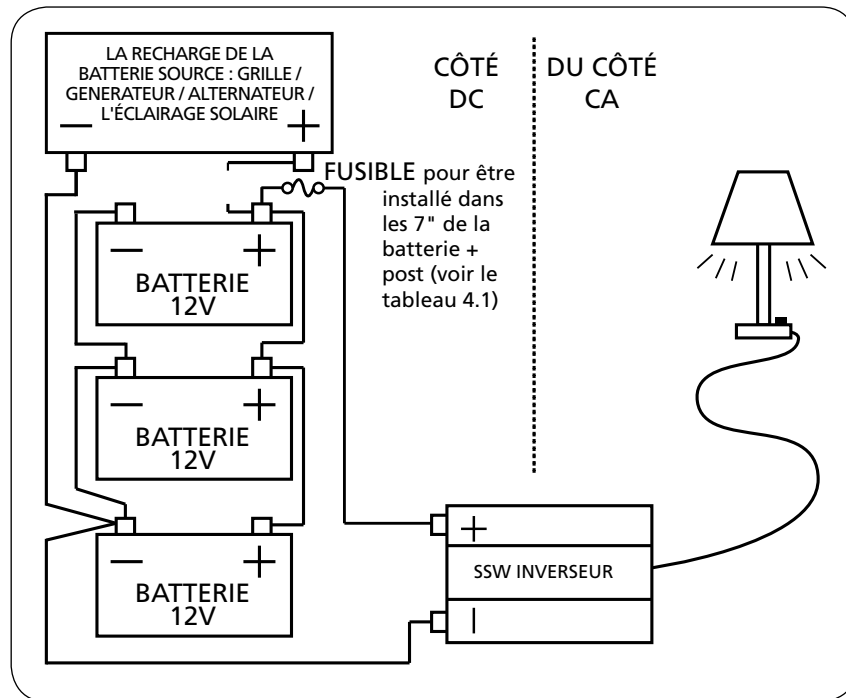 LA RECHARGE DE LA
BATTERIE SOURCE : GRILLE /
GENERATEUR / ALTERNATEUR /
L'ÉCLAIRAGE SOLAIRE
— +
CÔTÉ
DC
DU CÔTÉ
CA
FUSIBLE pour être
installé dans
les 7" de la
batterie +
post (voir le
tableau 4.1)
— +
BATTERIE
12V
— +
BATTERIE
12V
— +
BATTERIE
12V
+
SSW INVERSEUR
|